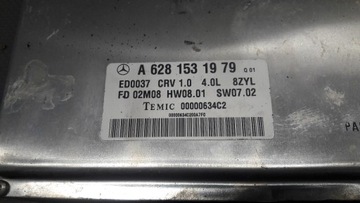 A 628 153 19 79 Q 01
ED0037 CRV 1.0 4.0L 8ZYL
FD 02M08 HW08.01 SW07.02
TEMIC 00000634C2